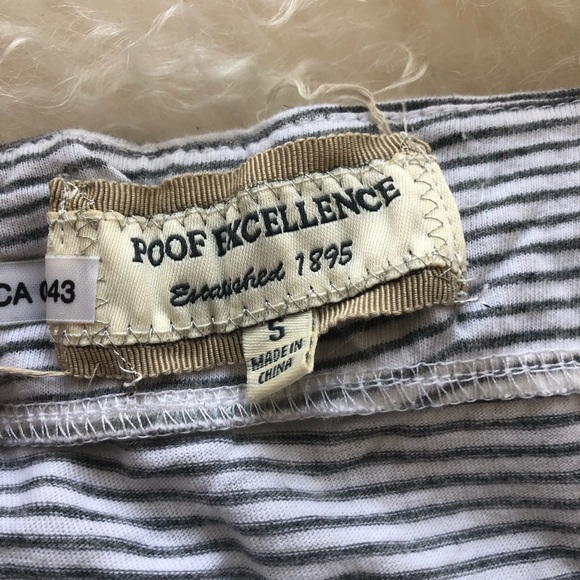 POOF EXCELLENCE
Established 1895
CA 043
S
MADE IN
CHINA